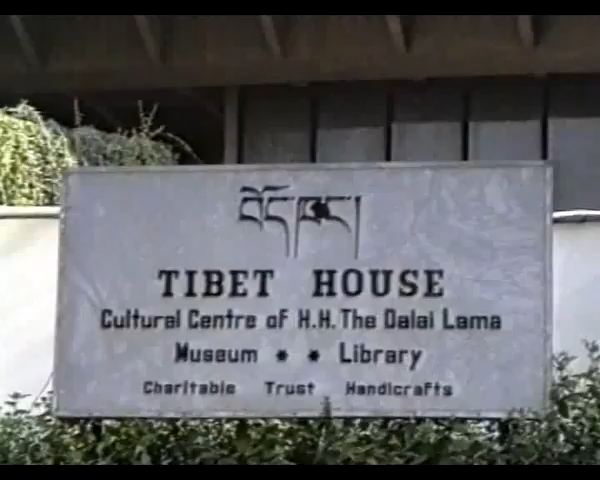 བོད་ཁང་།
TIBET HOUSE
Cultural Centre of H.H. The Dalai Lama
Museum * * Library
Charitable Trust Handicrafts